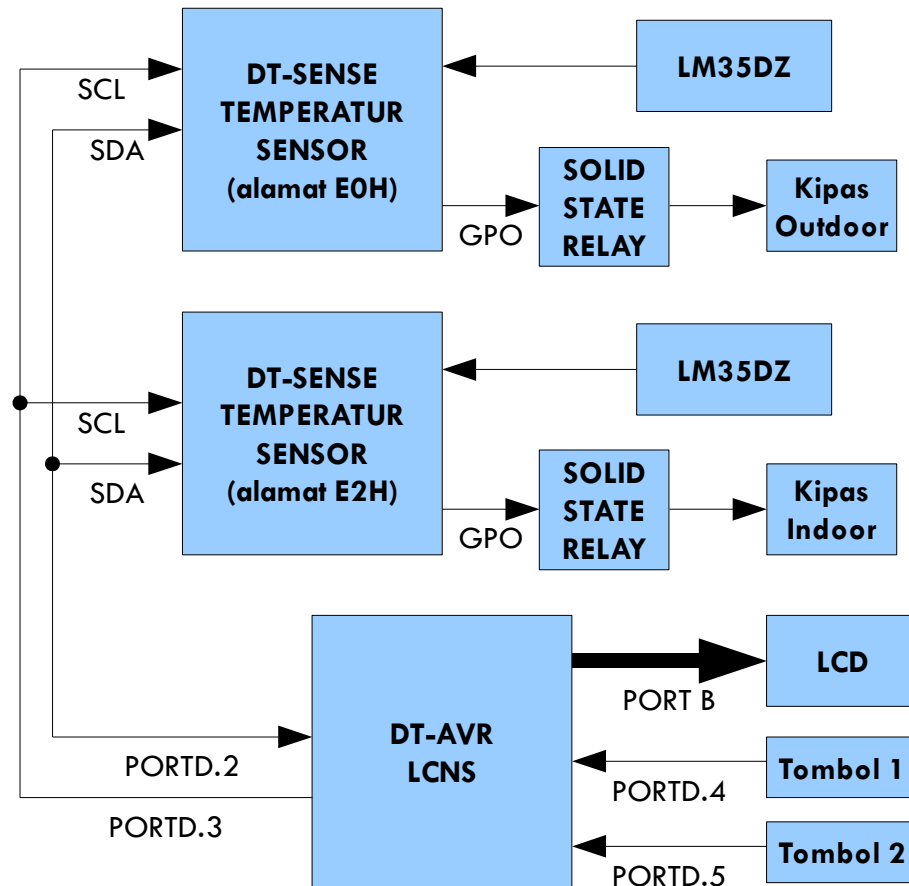 DT-SENSE
TEMPERATUR
SENSOR
(alamat E0H)
SCL
SDA
LM35DZ
GPO
SOLID
STATE
RELAY
Kipas
Outdoor
DT-SENSE
TEMPERATUR
SENSOR
(alamat E2H)
SCL
SDA
LM35DZ
GPO
SOLID
STATE
RELAY
Kipas
Indoor
DT-AVR
LCNS
PORTD.2
PORTD.3
PORT B
LCD
PORTD.4
Tombol 1
PORTD.5
Tombol 2